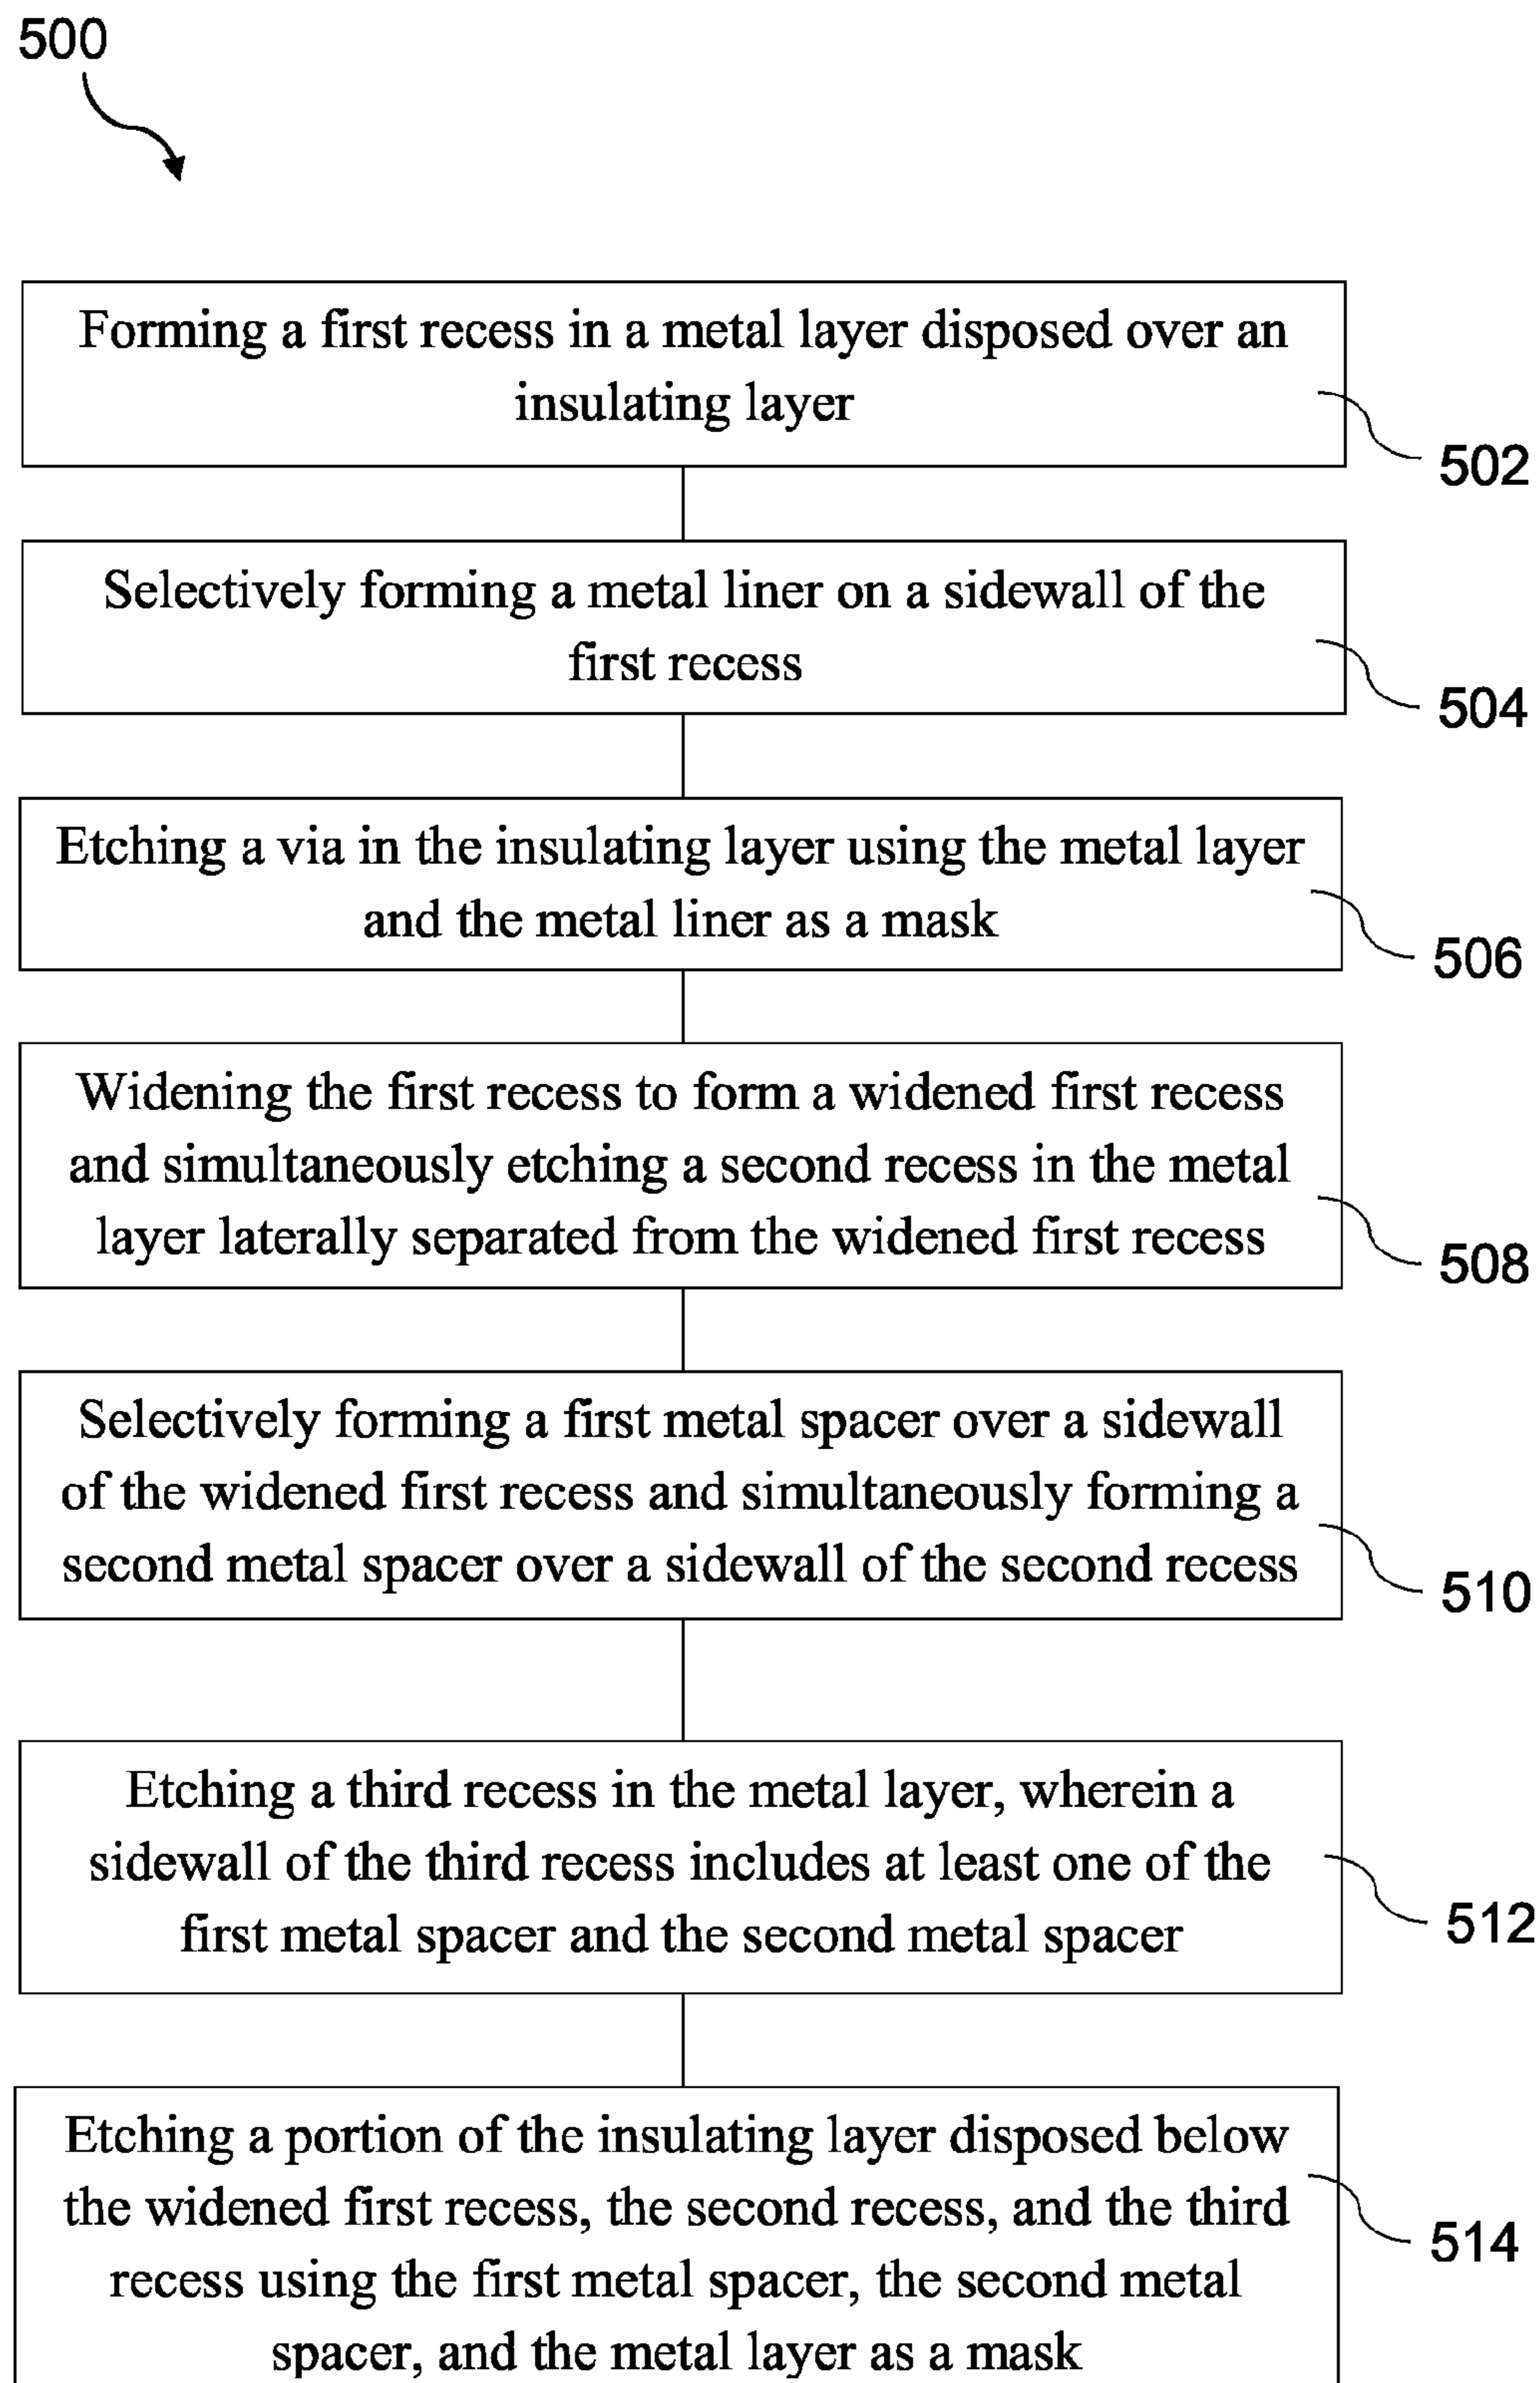 500
Forming a first recess in a metal layer disposed over an
insulating layer
502
Selectively forming a metal liner on a sidewall of the
first recess
504
Etching a via in the insulating layer using the metal layer
and the metal liner as a mask
506
Widening the first recess to form a widened first recess
and simultaneously etching a second recess in the metal
layer laterally separated from the widened first recess
508
Selectively forming a first metal spacer over a sidewall
of the widened first recess and simultaneously forming a
second metal spacer over a sidewall of the second recess
510
Etching a third recess in the metal layer, wherein a
sidewall of the third recess includes at least one of the
first metal spacer and the second metal spacer
512
Etching a portion of the insulating layer disposed below
the widened first recess, the second recess, and the third
recess using the first metal spacer, the second metal
spacer, and the metal layer as a mask
514